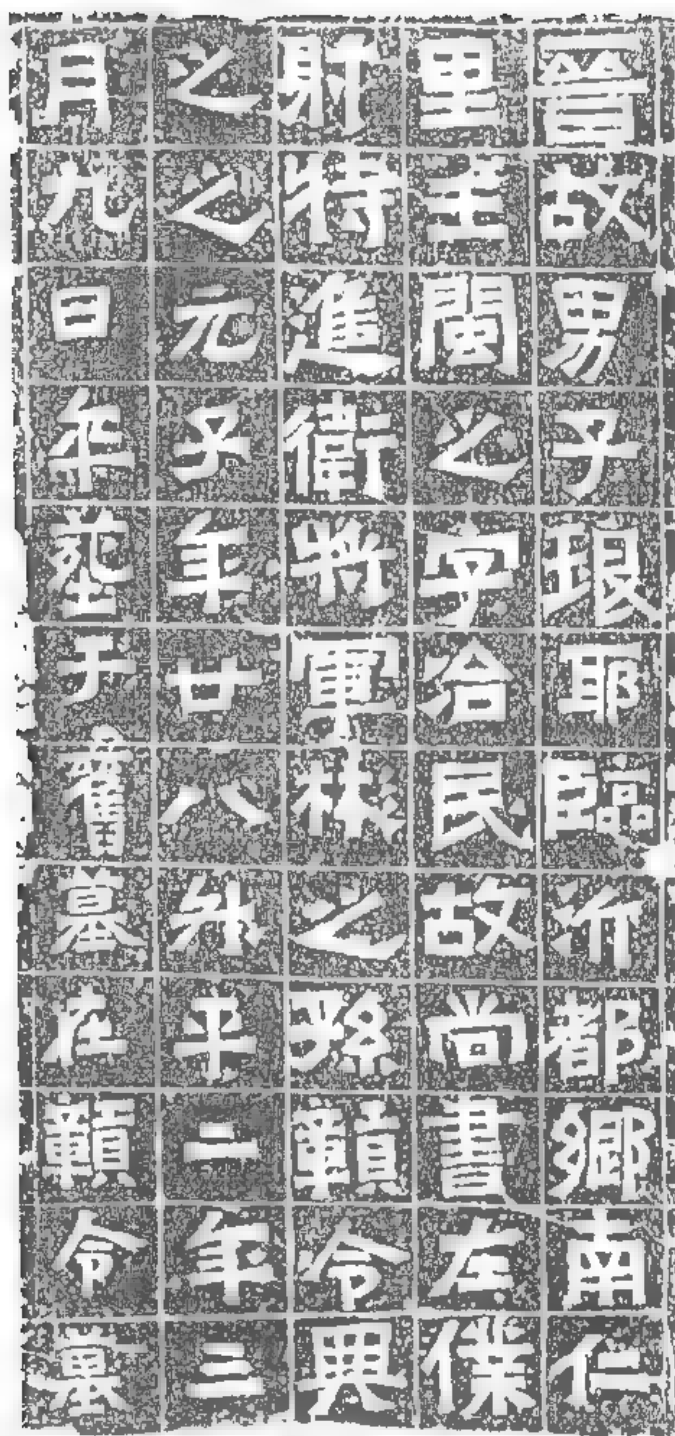 晉故男子琅耶臨沂都鄉南仁
里王閩之字冶民故尚書左僕
射特進衛將軍彬之孫贛令興
之之元子年廿八升平二年三
月九日卒葬于舊墓在贛令墓